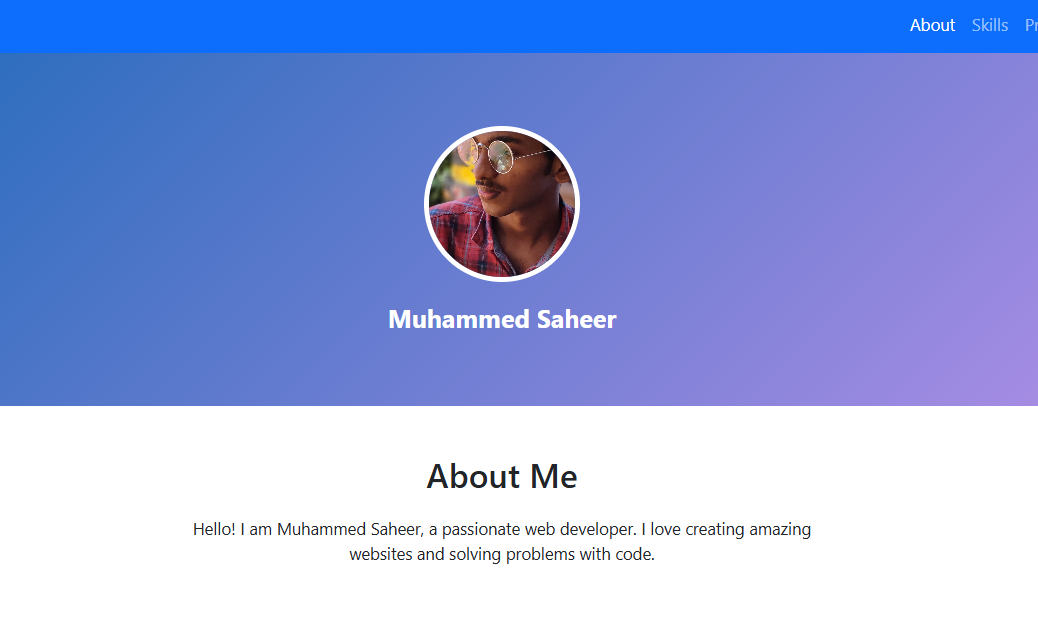 About Skills Pr
Muhammed Saheer
About Me
Hello! I am Muhammed Saheer, a passionate web developer. I love creating amazing
websites and solving problems with code.